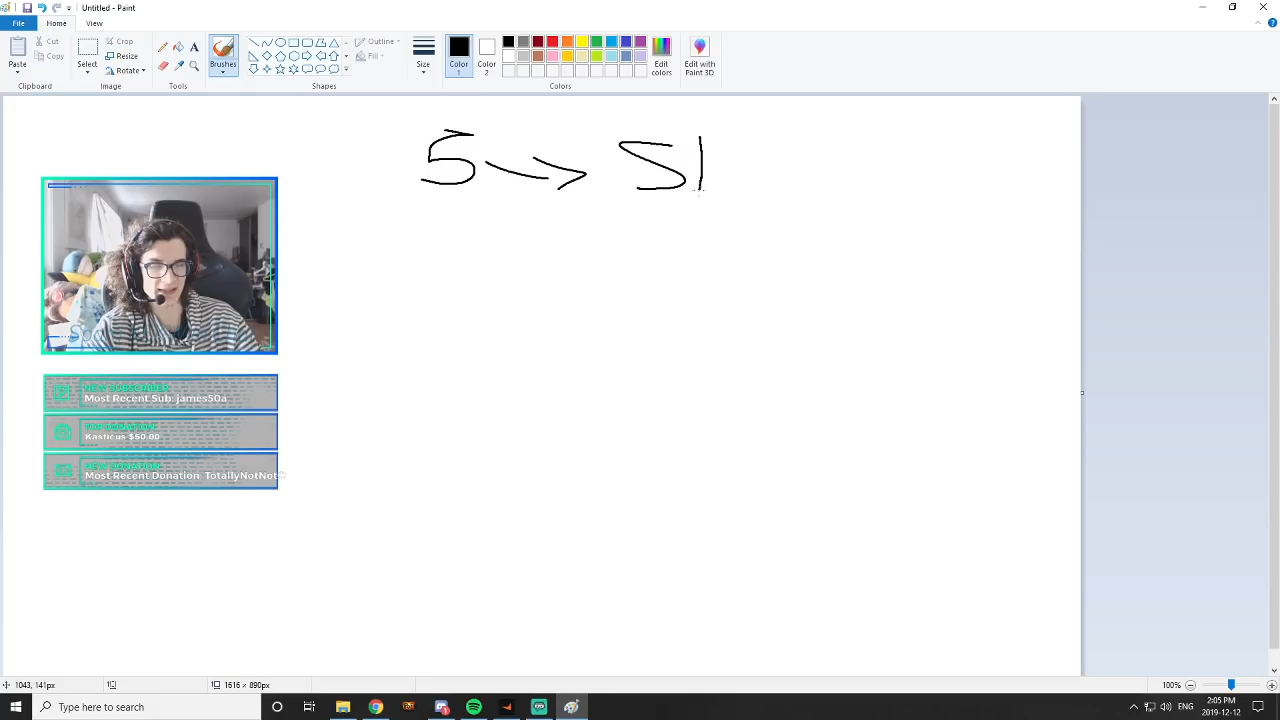 Untitled - Paint
File Home View
Paste Cut Copy Clipboard
Select Crop Resize Rotate Image
Tools
Brushes
Outline Fill Shapes
Size
Color 1 Color 2 Edit colors Colors
Edit with Paint 3D
5 → SI
NEW SUBSCRIBER
Most Recent Sub: james50a
TOP DONATION
Kasticus $50.00
NEW DONATION
Most Recent Donation: TotallyNotNot
1043, 141px 1616 × 890px 100%
Type here to search
ENG 2:05 PM
2019-12-12